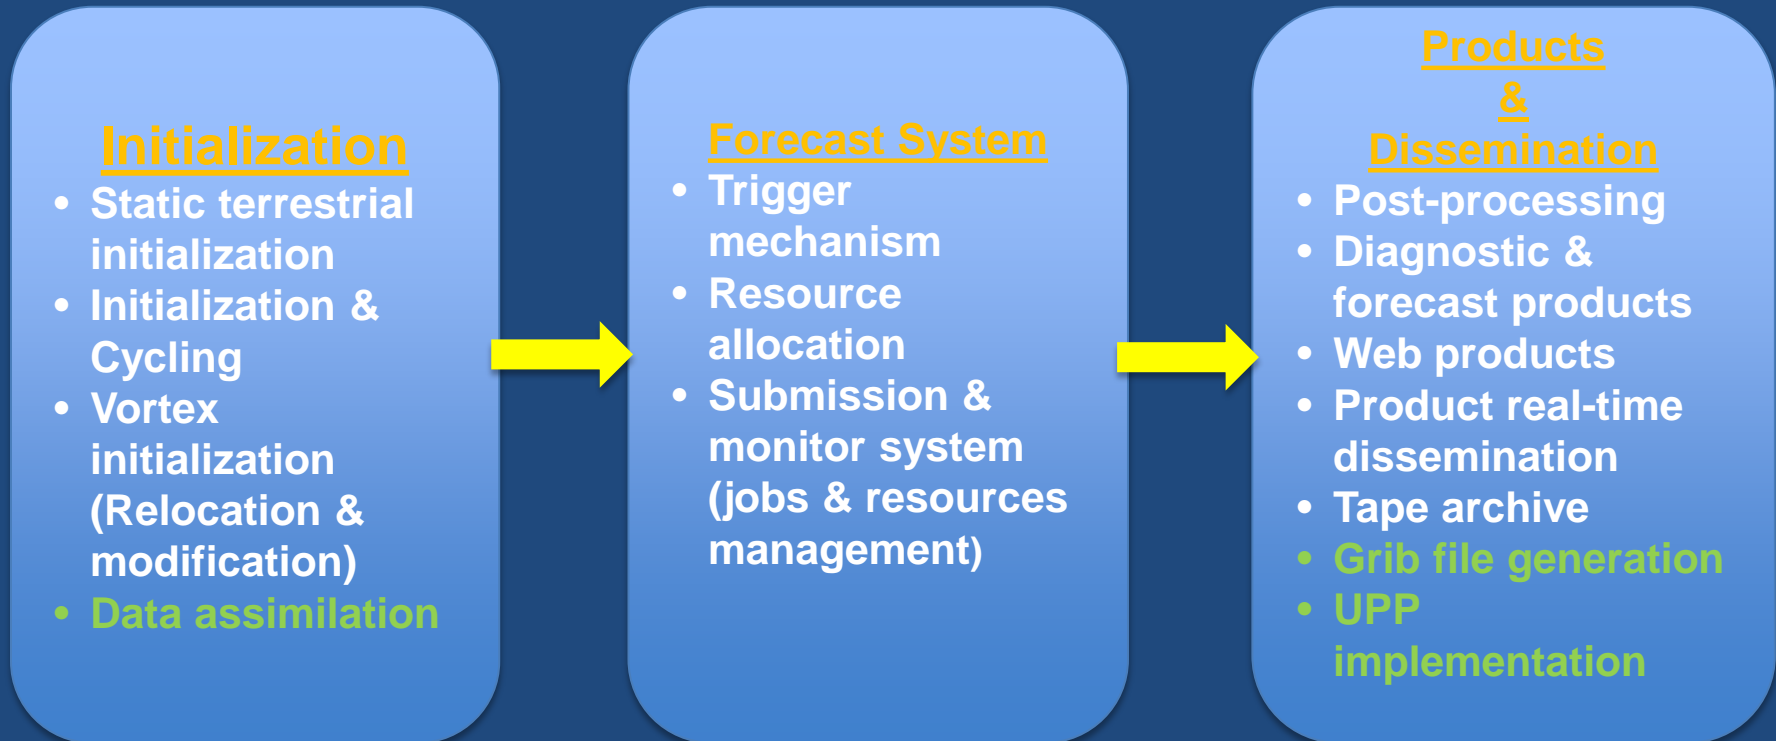 Initialization
• Static terrestrial
initialization
• Initialization &
Cycling
• Vortex
initialization
(Relocation &
modification)
• Data assimilation
Forecast System
• Trigger
mechanism
• Resource
allocation
• Submission &
monitor system
(jobs & resources
management)
Products
&
Dissemination
• Post-processing
• Diagnostic &
forecast products
• Web products
• Product real-time
dissemination
• Tape archive
• Grib file generation
• UPP
implementation